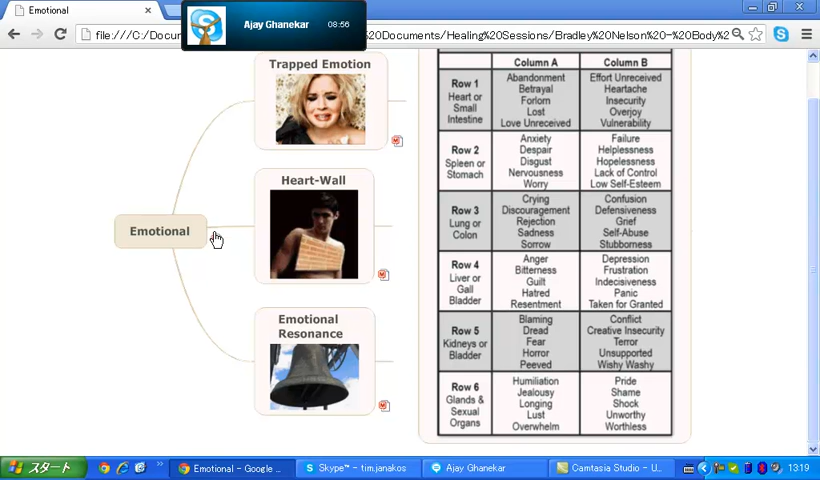 Emotional
Ajay Ghanekar
08:56
file:///C:/Docu
Documents/Healing%20Sessions/Bradley%20Nelson%20-%20Body%2
Trapped Emotion
Heart-Wall
Emotional
Emotional
Resonance
Column A
Column B
Row 1
Heart or
Small
Intestine
Abandonment
Betrayal
Forlorn
Lost
Love Unreceived
Effort Unreceived
Heartache
Insecurity
Overjoy
Vulnerability
Row 2
Spleen or
Stomach
Anxiety
Despair
Disgust
Nervousness
Worry
Failure
Helplessness
Hopelessness
Lack of Control
Low Self-Esteem
Row 3
Lung or
Colon
Crying
Discouragement
Rejection
Sadness
Sorrow
Confusion
Defensiveness
Grief
Self-Abuse
Stubborness
Row 4
Liver or
Gall
Bladder
Anger
Bitterness
Guilt
Hatred
Resentment
Depression
Frustration
Indecisiveness
Panic
Taken for Granted
Row 5
Kidneys or
Bladder
Blaming
Dread
Fear
Horror
Peeved
Conflict
Creative Insecurity
Terror
Unsupported
Wishy Washy
Row 6
Glands &
Sexual
Organs
Humiliation
Jealousy
Longing
Lust
Overwhelm
Pride
Shame
Shock
Unworthy
Worthless
スタート
Emotional - Google ...
Skype™ - tim.janakos
Ajay Ghanekar
Camtasia Studio - U...
13:19